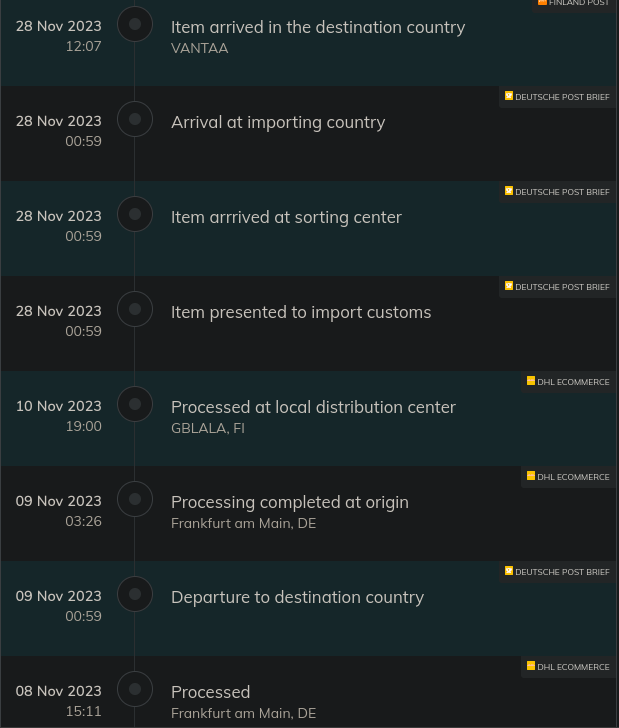 FINLAND POST
28 Nov 2023
12:07
Item arrived in the destination country
VANTAA
DEUTSCHE POST BRIEF
28 Nov 2023
00:59
Arrival at importing country
DEUTSCHE POST BRIEF
28 Nov 2023
00:59
Item arrrived at sorting center
DEUTSCHE POST BRIEF
28 Nov 2023
00:59
Item presented to import customs
DHL ECOMMERCE
10 Nov 2023
19:00
Processed at local distribution center
GBLALA, FI
DHL ECOMMERCE
09 Nov 2023
03:26
Processing completed at origin
Frankfurt am Main, DE
DEUTSCHE POST BRIEF
09 Nov 2023
00:59
Departure to destination country
DHL ECOMMERCE
08 Nov 2023
15:11
Processed
Frankfurt am Main, DE